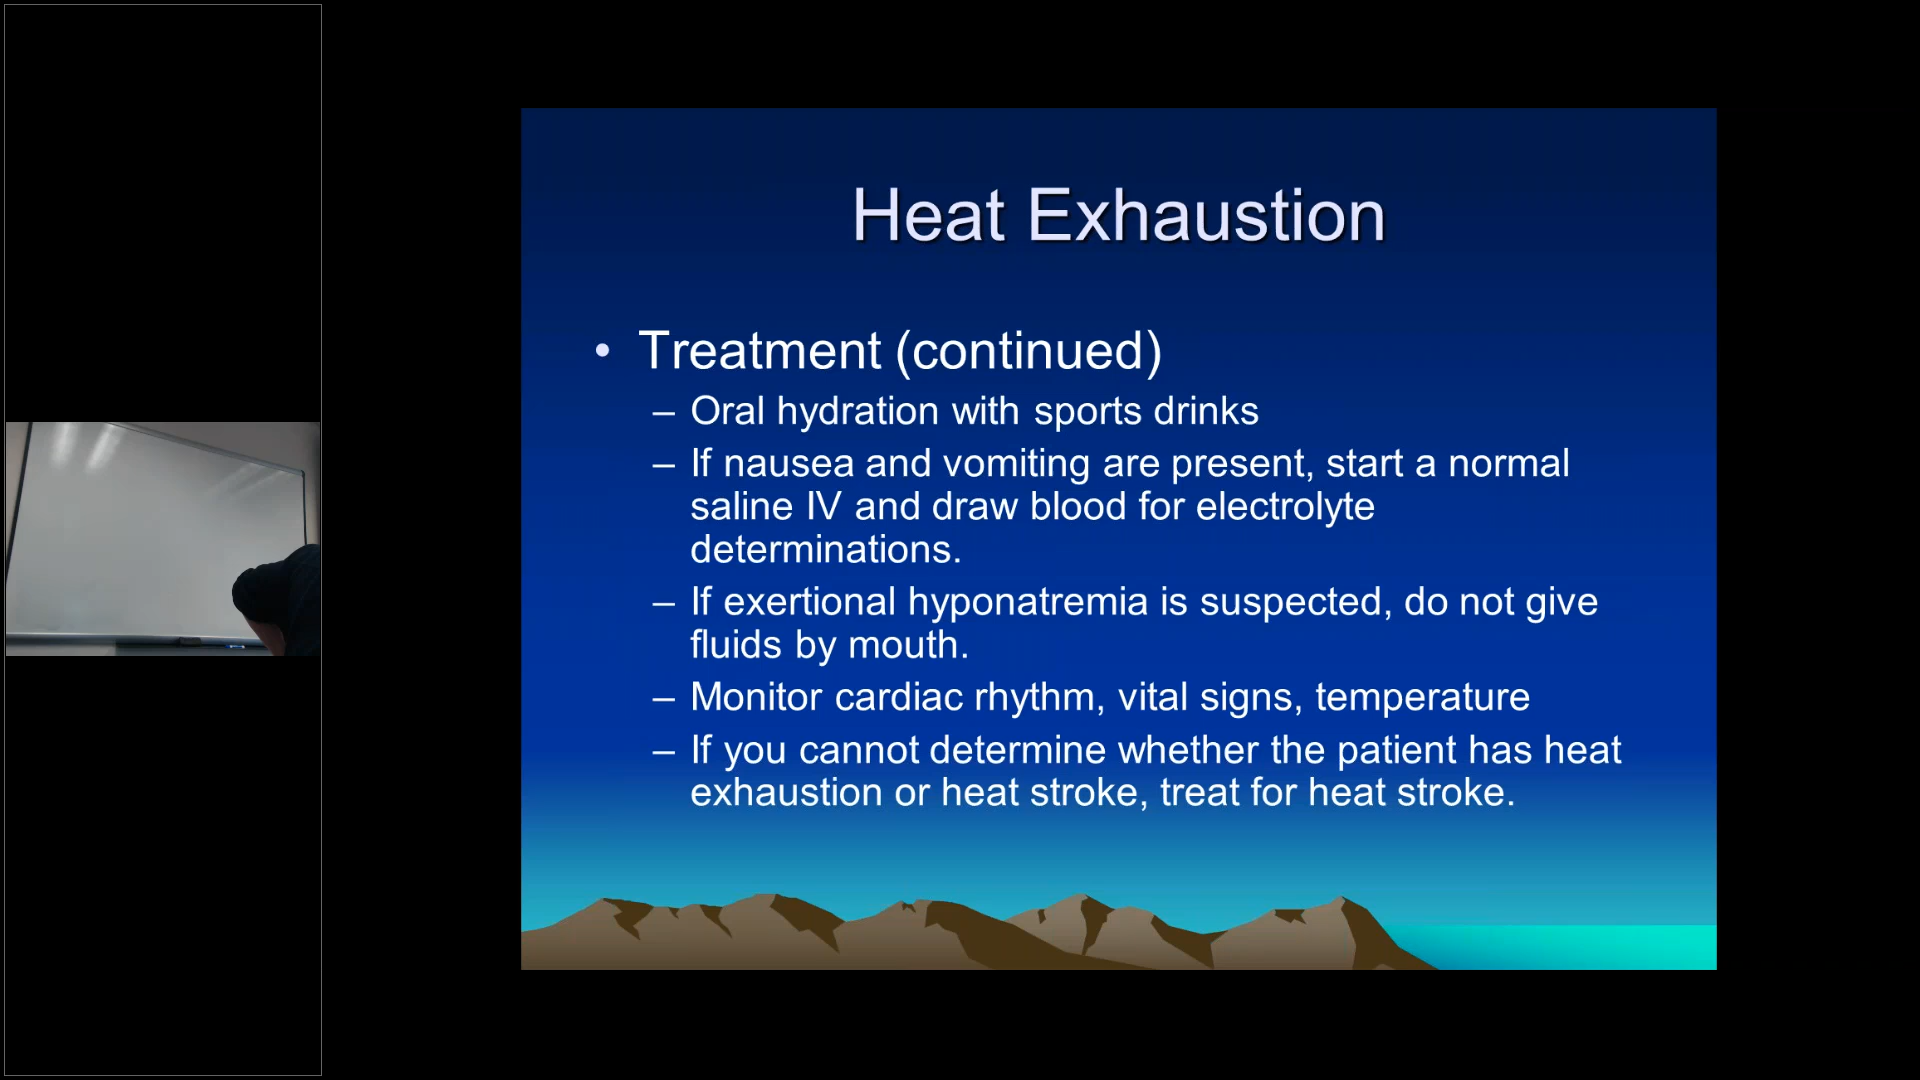 Heat Exhaustion
• Treatment (continued)
– Oral hydration with sports drinks
– If nausea and vomiting are present, start a normal
saline IV and draw blood for electrolyte
determinations.
– If exertional hyponatremia is suspected, do not give
fluids by mouth.
– Monitor cardiac rhythm, vital signs, temperature
– If you cannot determine whether the patient has heat
exhaustion or heat stroke, treat for heat stroke.